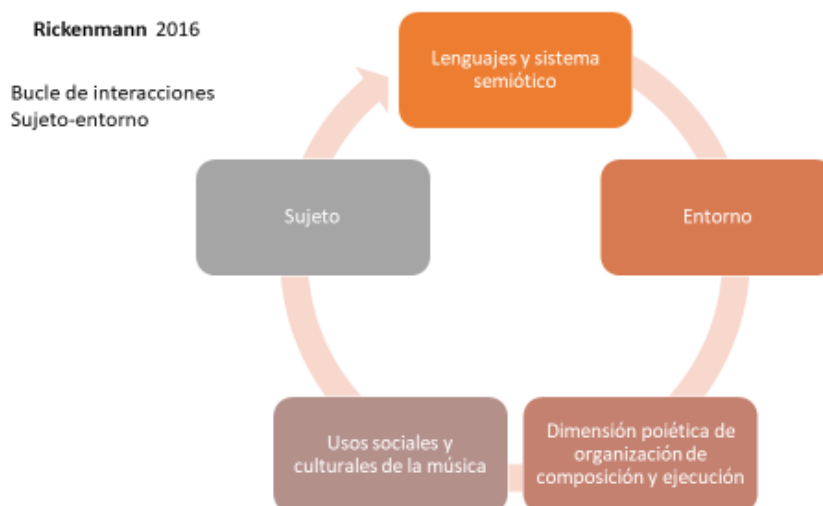 Rickenmann 2016
Bucle de interacciones
Sujeto-entorno
Lenguajes y sistema
semiótico
Entorno
Dimensión poiética de
organización de
composición y ejecución
Usos sociales y
culturales de la música
Sujeto